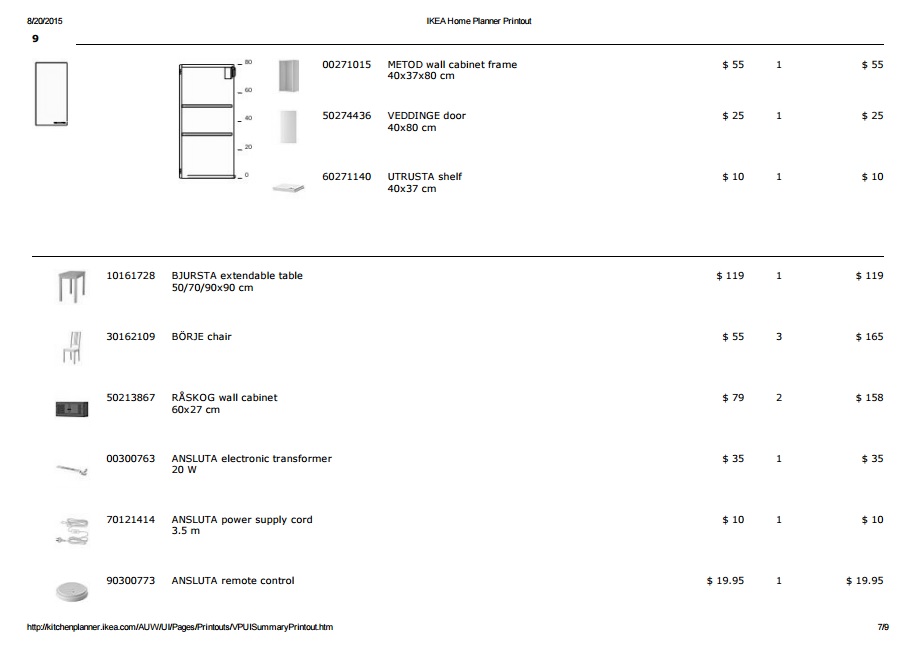 8/20/2015 IKEA Home Planner Printout
9
80
60
40
20
0
00271015 METOD wall cabinet frame $ 55 1 $ 55
40x37x80 cm
50274436 VEDDINGE door $ 25 1 $ 25
40x80 cm
60271140 UTRUSTA shelf $ 10 1 $ 10
40x37 cm
10161728 BJURSTA extendable table $ 119 1 $ 119
50/70/90x90 cm
30162109 BÖRJE chair $ 55 3 $ 165
50213867 RÅSKOG wall cabinet $ 79 2 $ 158
60x27 cm
00300763 ANSLUTA electronic transformer $ 35 1 $ 35
20 W
70121414 ANSLUTA power supply cord $ 10 1 $ 10
3.5 m
90300773 ANSLUTA remote control $ 19.95 1 $ 19.95
http://kitchenplanner.ikea.com/AU/UI/Pages/Printouts/VPUISummaryPrintout.htm 7/9